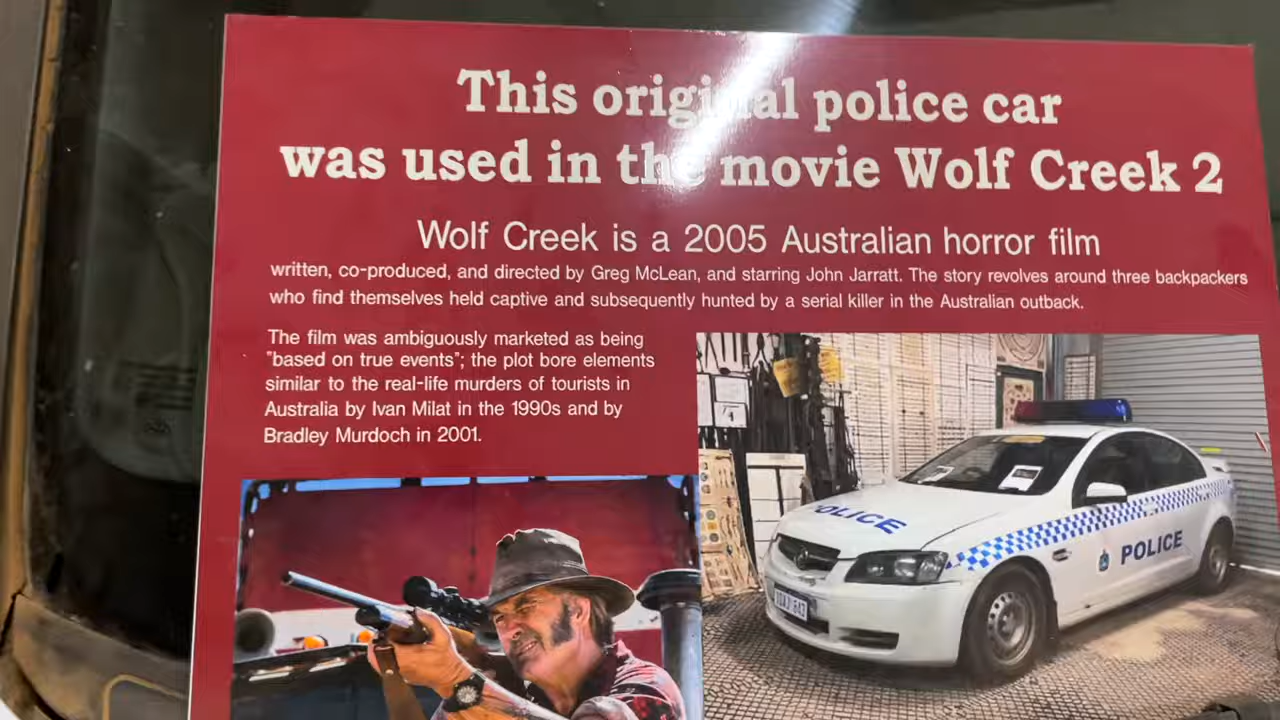 This original police car
was used in the movie Wolf Creek 2
Wolf Creek is a 2005 Australian horror film
written, co-produced, and directed by Greg McLean, and starring John Jarratt. The story revolves around three backpackers
who find themselves held captive and subsequently hunted by a serial killer in the Australian outback.
The film was ambiguously marketed as being
"based on true events"; the plot bore elements
similar to the real-life murders of tourists in
Australia by Ivan Milat in the 1990s and by
Bradley Murdoch in 2001.
POLICE
POLICE